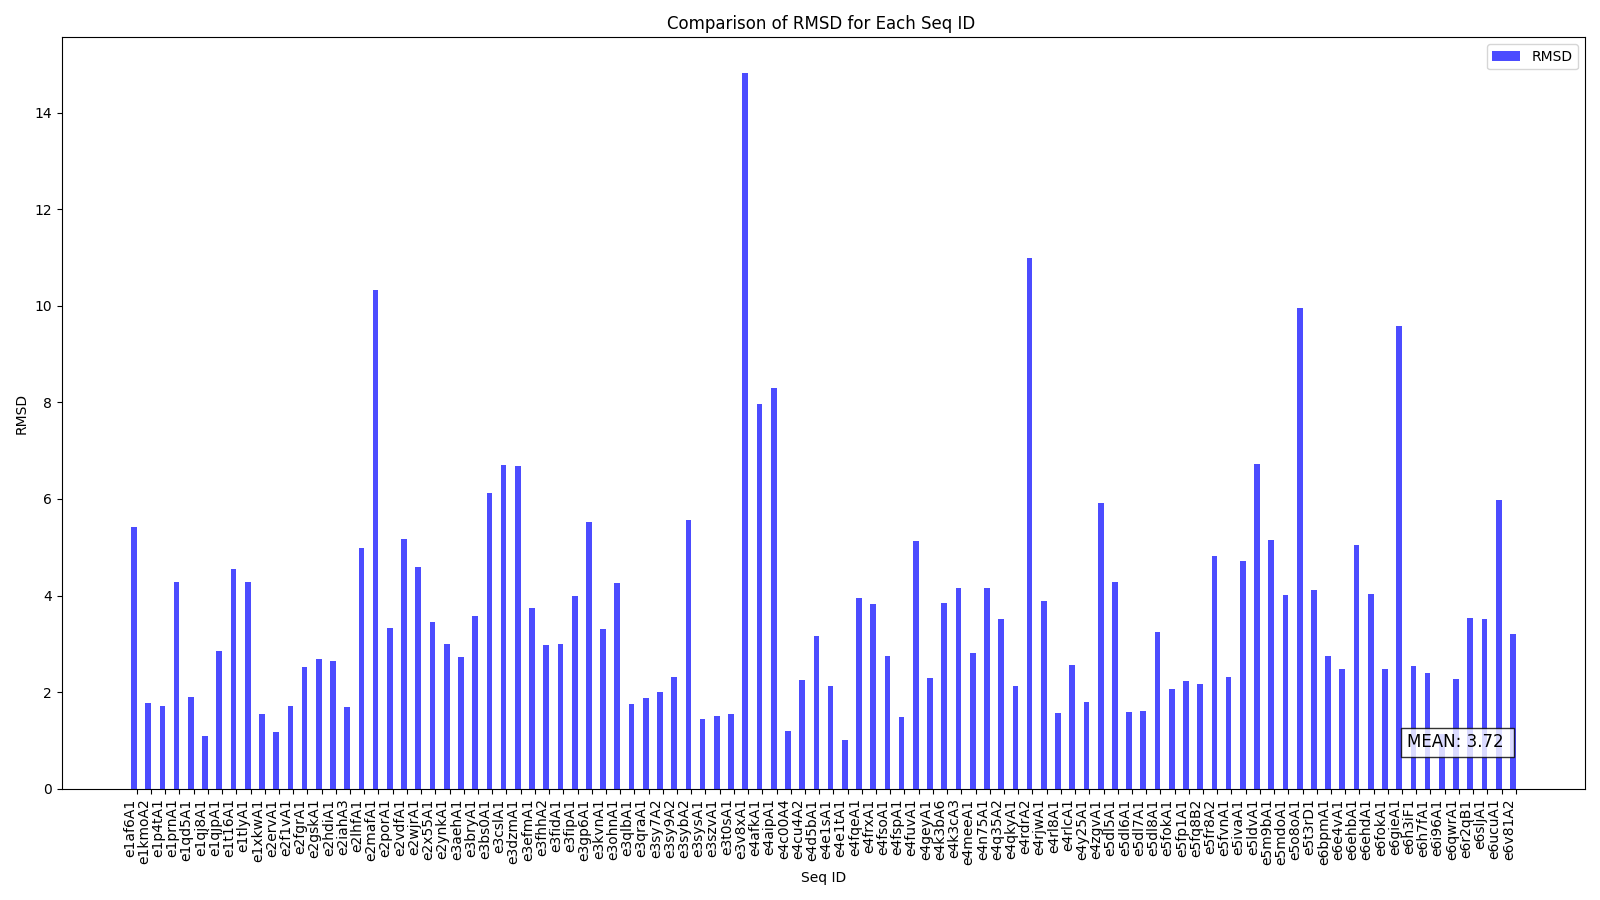 Comparison of RMSD for Each Seq ID
RMSD
14
12
10
8
6
4
2
0
RMSD
MEAN: 3.72
e1af6A1
e1kmoA2
e1p4tA1
e1prnA1
e1qd5A1
e1qj8A1
e1qjpA1
e1t16A1
e1tlyA1
e1xkwA1
e2ervA1
e2f1vA1
e2fgrA1
e2gskA1
e2hdiA1
e2iahA3
e2lhfA1
e2mafA1
e2porA1
e2vdfA1
e2wjrA1
e2x55A1
e2ynkA1
e3aehA1
e3bryA1
e3bs0A1
e3cslA1
e3dzmA1
e3efmA1
e3fhhA2
e3fidA1
e3fipA1
e3gp6A1
e3kvnA1
e3ohnA1
e3qlbA1
e3qraA1
e3sy7A2
e3sy9A2
e3sybA2
e3sysA1
e3szvA1
e3t0sA1
e3v8xA1
e4afkA1
e4aipA1
e4c00A4
e4cu4A2
e4d5bA1
e4e1sA1
e4e1tA1
e4fqeA1
e4frxA1
e4fsoA1
e4fspA1
e4fuvA1
e4geyA1
e4k3bA6
e4k3cA3
e4meeA1
e4n75A1
e4q35A2
e4qkyA1
e4rdrA2
e4rjwA1
e4rl8A1
e4rlcA1
e4y25A1
e4zgvA1
e5dl5A1
e5dl6A1
e5dl7A1
e5dl8A1
e5fokA1
e5fp1A1
e5fq8B2
e5fr8A2
e5fvnA1
e5ivaA1
e5ldvA1
e5m9bA1
e5mdoA1
e5o8oA1
e5t3rD1
e6bpmA1
e6e4vA1
e6ehbA1
e6ehdA1
e6fokA1
e6gieA1
e6h3iF1
e6h7fA1
e6i96A1
e6qwrA1
e6r2qB1
e6sljA1
e6ucuA1
e6v81A2
Seq ID